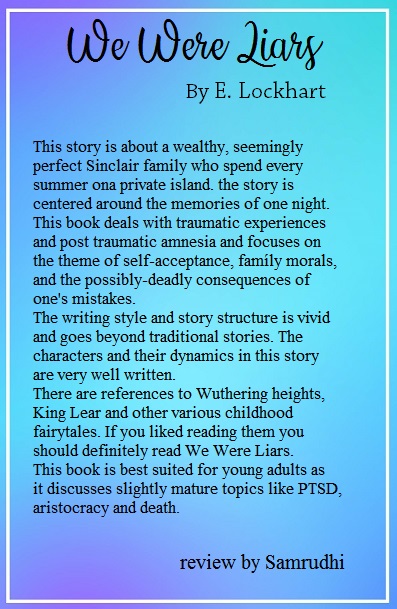 We Were Liars
By E. Lockhart
This story is about a wealthy, seemingly
perfect Sinclair family who spend every
summer ona private island. the story is
centered around the memories of one night.
This book deals with traumatic experiences
and post traumatic amnesia and focuses on
the theme of self-acceptance, family morals,
and the possibly-deadly consequences of
one's mistakes.
The writing style and story structure is vivid
and goes beyond traditional stories. The
characters and their dynamics in this story
are very well written.
There are references to Wuthering heights,
King Lear and other various childhood
fairytales. If you liked reading them you
should definitely read We Were Liars.
This book is best suited for young adults as
it discusses slightly mature topics like PTSD,
aristocracy and death.
review by Samrudhi